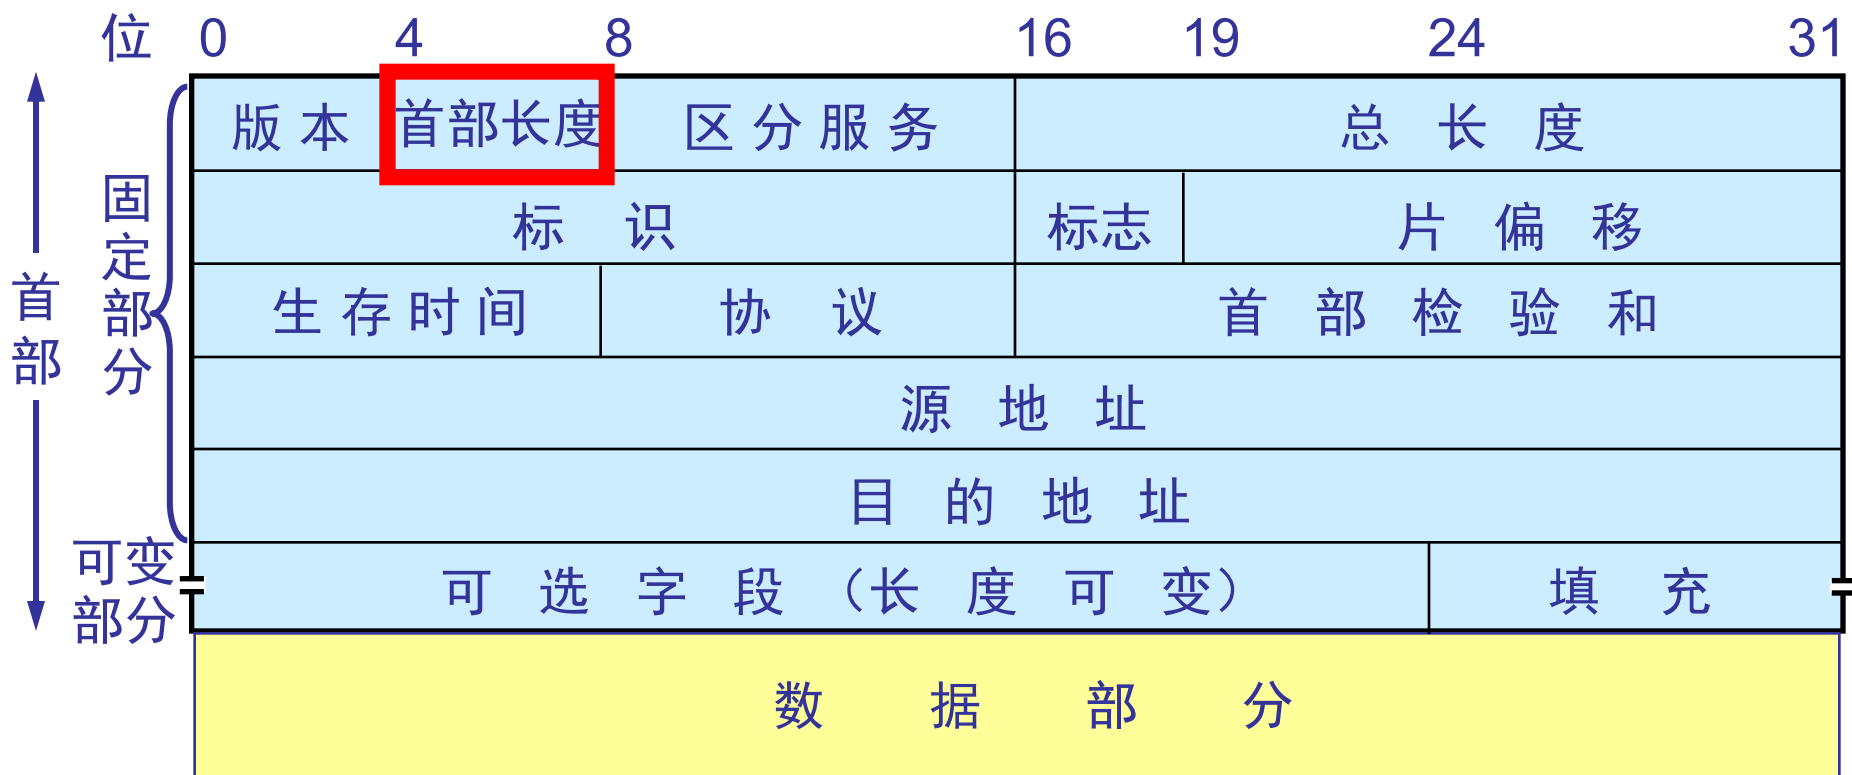 位 0 4 8 16 19 24 31
版 本 首部长度 区 分 服 务 总 长 度
标 识 标志 片 偏 移
生 存 时 间 协 议 首 部 检 验 和
源 地 址
目 的 地 址
可 选 字 段 （长 度 可 变） 填 充
数 据 部 分
首部
固定部分
可变
部分